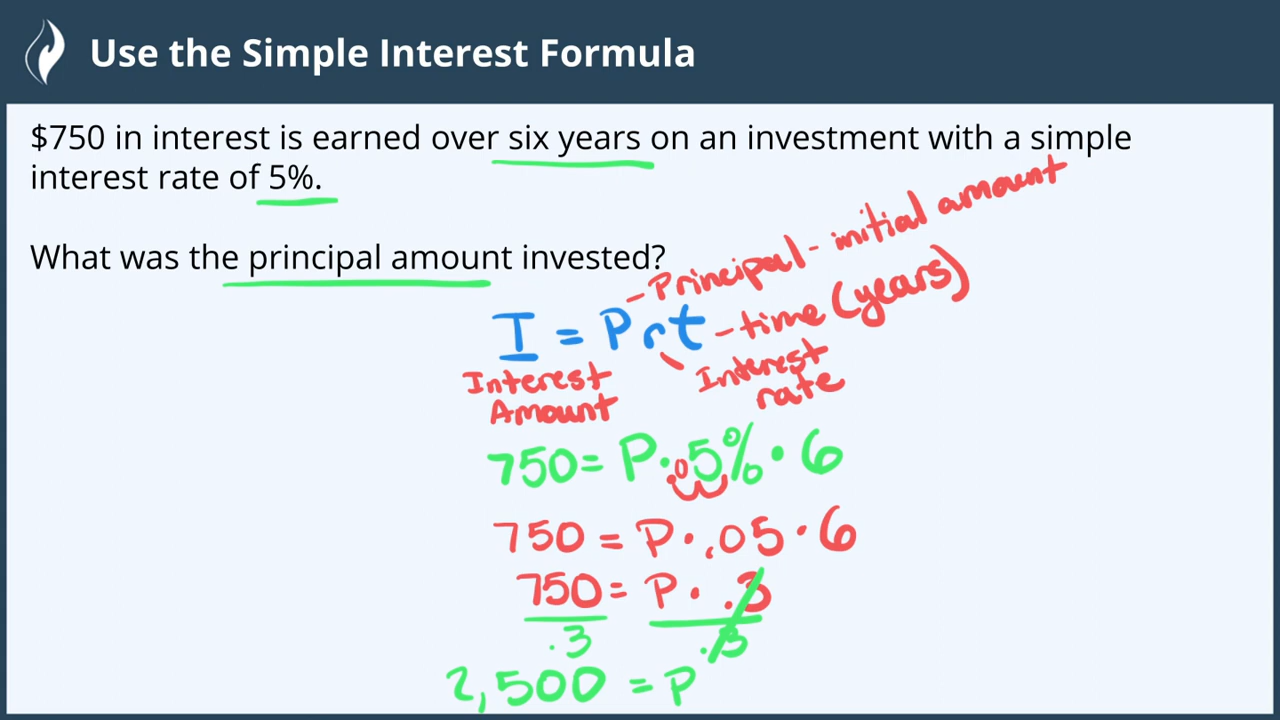 Use the Simple Interest Formula
$750 in interest is earned over six years on an investment with a simple
interest rate of 5%.
What was the principal amount invested?
- Principal - initial amount
I = Prt - time (years)
Interest
Amount
Interest
rate
750 = P · .05% · 6
750 = P · .05 · 6
750 = P · .3
.3 .3
2,500 = P